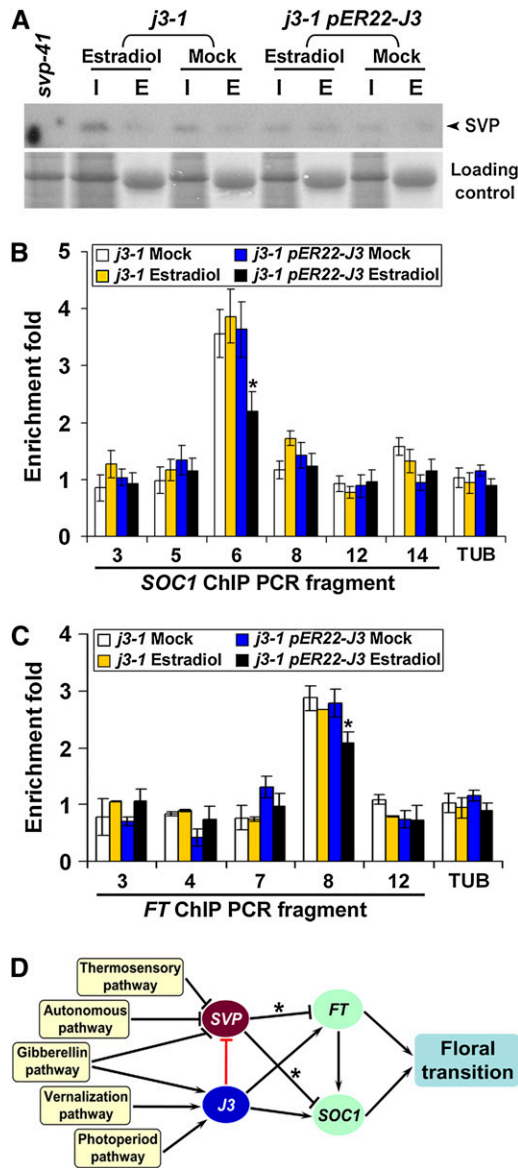 A
svp-41
j3-1
j3-1 pER22-J3
Estradiol Mock Estradiol Mock
I E I E I E I E
SVP
Loading
control
B
j3-1 Mock
j3-1 pER22-J3 Mock
j3-1 Estradiol
j3-1 pER22-J3 Estradiol
Enrichment fold
5
4
3
2
1
0
*
3 5 6 8 12 14 TUB
SOC1 ChIP PCR fragment
C
j3-1 Mock
j3-1 pER22-J3 Mock
j3-1 Estradiol
j3-1 pER22-J3 Estradiol
Enrichment fold
4
3
2
1
0
*
3 4 7 8 12 TUB
FT ChIP PCR fragment
D
Thermosensory
pathway
Autonomous
pathway
Gibberellin
pathway
Vernalization
pathway
Photoperiod
pathway
SVP
J3
*
*
FT
SOC1
Floral
transition